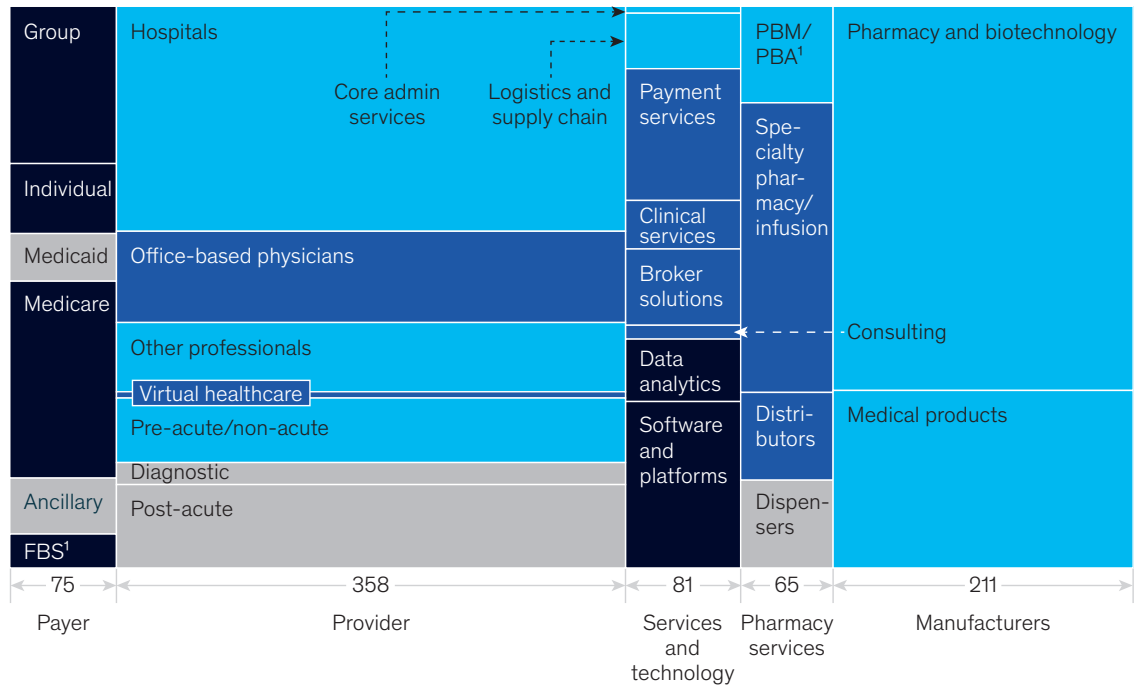 Group
Individual
Medicaid
Medicare
Ancillary
FBS¹
Hospitals
Core admin
services
Logistics and
supply chain
Office-based physicians
Other professionals
Virtual healthcare
Pre-acute/non-acute
Diagnostic
Post-acute
Payment
services
Clinical
services
Broker
solutions
Data
analytics
Software
and
platforms
PBM/
PBA¹
Spe-
cialty
phar-
macy/
infusion
Distri-
butors
Dispen-
sers
Pharmacy and biotechnology
Consulting
Medical products
75
358
81
65
211
Payer
Provider
Services
and
technology
Pharmacy
services
Manufacturers